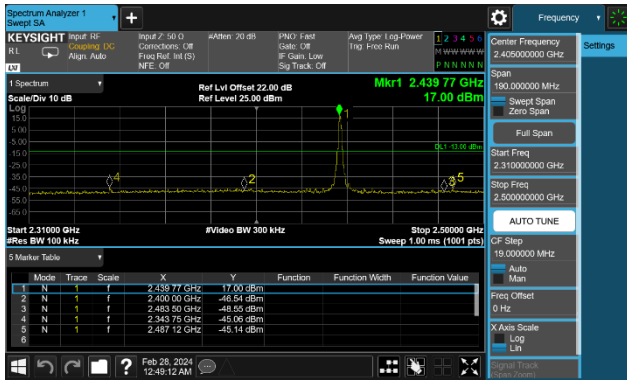 Spectrum Analyzer 1
Swept SA
+
Frequency
KEYSIGHT
RL
LXI
Input: RF
Coupling: DC
Align: Auto
Input Z: 50 Ω
Corrections: Off
Freq Ref: Int (S)
NFE: Off
#Atten: 20 dB
PNO: Fast
Gate: Off
IF Gain: Low
Sig Track: Off
Avg Type: Log-Power
Trig: Free Run
1 2 3 4 5 6
M W W W W W
P N N N N N
1 Spectrum
Scale/Div 10 dB
Ref Lvl Offset 22.00 dB
Ref Level 25.00 dBm
Mkr1 2.439 77 GHz
17.00 dBm
Log
15.0
5.00
-5.00
-15.0
-25.0
-35.0
-45.0
-55.0
-65.0
1
DL1 -13.00 dBm
4
2
3
5
Start 2.31000 GHz
#Res BW 100 kHz
#Video BW 300 kHz
Stop 2.50000 GHz
Sweep 1.00 ms (1001 pts)
5 Marker Table
Mode Trace Scale X Y Function Function Width Function Value
1 N 1 f 2.439 77 GHz 17.00 dBm
2 N 1 f 2.400 00 GHz -46.54 dBm
3 N 1 f 2.483 50 GHz -48.55 dBm
4 N 1 f 2.343 75 GHz -45.06 dBm
5 N 1 f 2.487 12 GHz -45.14 dBm
6
Feb 28, 2024
12:49:12 AM
?
Center Frequency
2.405000000 GHz
Settings
Span
190.000000 MHz
Swept Span
Zero Span
Full Span
Start Freq
2.310000000 GHz
Stop Freq
2.500000000 GHz
AUTO TUNE
CF Step
19.000000 MHz
Auto
Man
Freq Offset
0 Hz
X Axis Scale
Log
Lin
Signal Track
(Span Zoom)